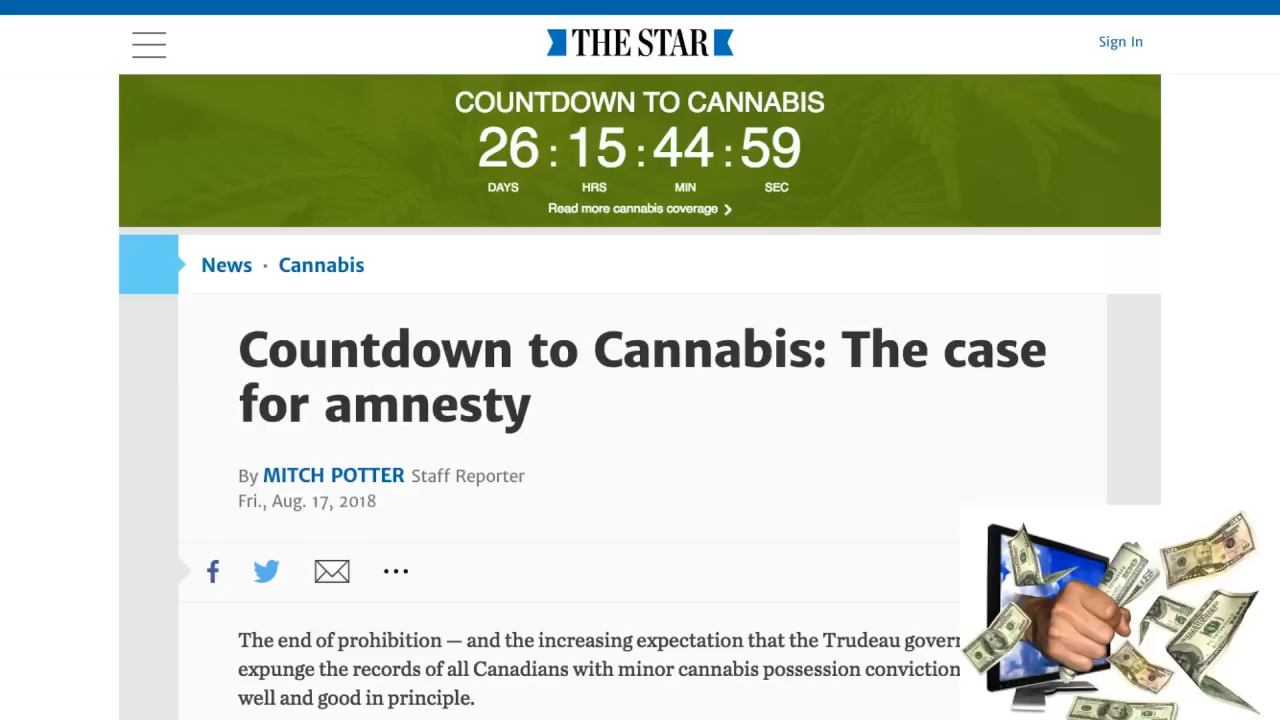 THE STAR
Sign In
COUNTDOWN TO CANNABIS
26 : 15 : 44 : 59
DAYS HRS MIN SEC
Read more cannabis coverage
News · Cannabis
Countdown to Cannabis: The case
for amnesty
By MITCH POTTER Staff Reporter
Fri., Aug. 17, 2018
The end of prohibition — and the increasing expectation that the Trudeau govern
expunge the records of all Canadians with minor cannabis possession conviction
well and good in principle.